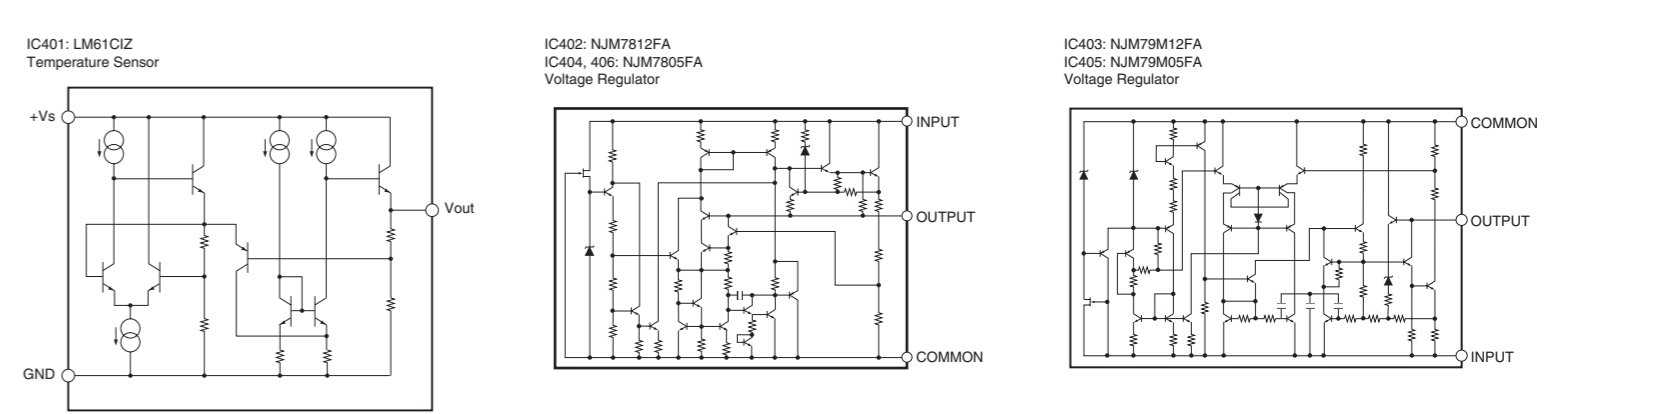 IC401: LM61CIZ
Temperature Sensor
+Vs
Vout
GND
IC402: NJM7812FA
IC404, 406: NJM7805FA
Voltage Regulator
INPUT
OUTPUT
COMMON
IC403: NJM79M12FA
IC405: NJM79M05FA
Voltage Regulator
COMMON
OUTPUT
INPUT